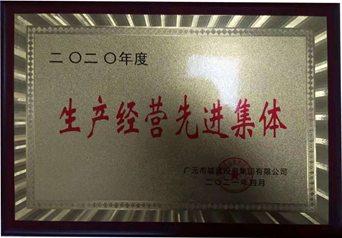 二〇二〇年度
生产经营先进集体
广元市 集团有限公司
二〇二一年四月